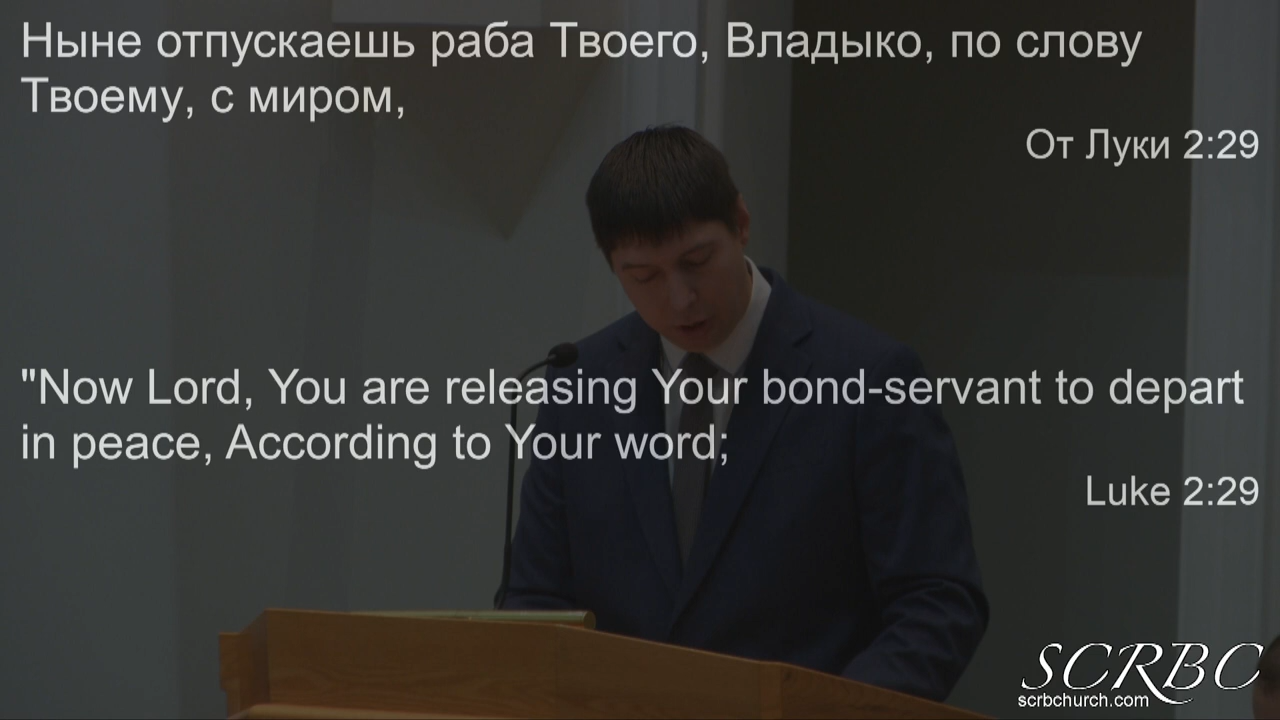 Ныне отпускаешь раба Твоего, Владыко, по слову
Твоему, с миром,
От Луки 2:29
"Now Lord, You are releasing Your bond-servant to depart
in peace, According to Your word;
Luke 2:29
SCRBC
scrbchurch.com